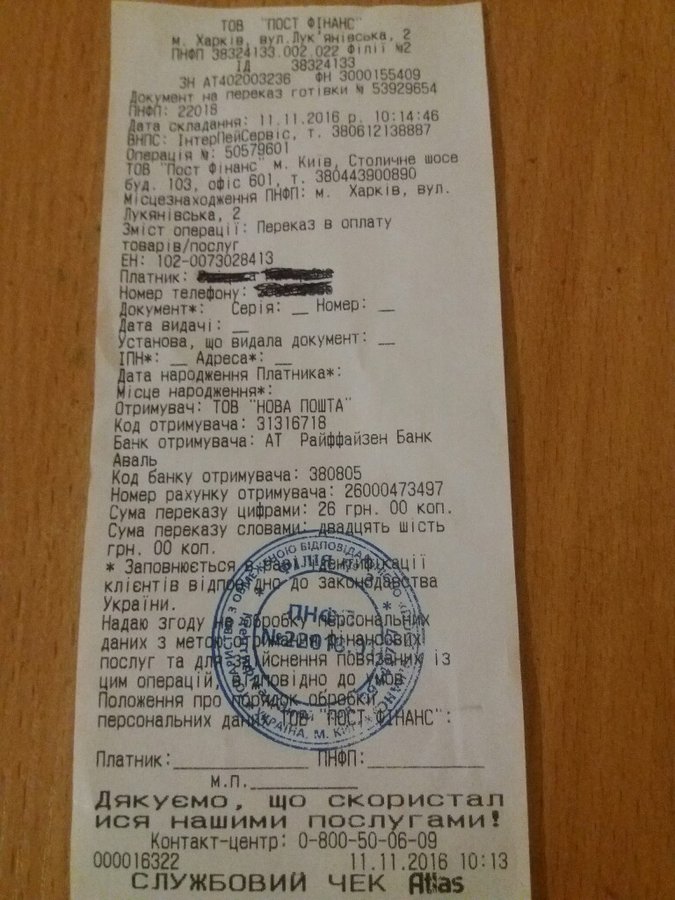 ТОВ "ПОСТ ФІНАНС"
м. Харків, вул.Лук'янівська, 2
ПНФП 38324133.002.022 Філії №2
ІД 38324133
ЗН АТ402003236 ФН 3000155409
Документ на переказ готівки № 53929654
ПНФП: 22018
Дата складання: 11.11.2016 р. 10:14:46
ВНПС: ІнтерПейСервіс, т. 380612138887
Операція №: 50579601
ТОВ "Пост Фінанс" м. Київ, Столичне шосе
буд. 103, офіс 601, т. 380443900890
Місцезнаходження ПНФП: м. Харків, вул.
Лукянівська, 2
Зміст операції: Переказ в оплату
товарів/послуг
ЕН: 102-0073028413
Платник:
Номер телефону:
Документ*: Серія: __ Номер: __
Дата видачі: __
Установа, що видала документ: __
ІПН*: __ Адреса*: __
Дата народження Платника*:
Місце народження*:
Отримувач: ТОВ "НОВА ПОШТА"
Код отримувача: 31316718
Банк отримувача: АТ Райффайзен Банк
Аваль
Код банку отримувача: 380805
Номер рахунку отримувача: 26000473497
Сума переказу цифрами: 26 грн. 00 коп.
Сума переказу словами: двадцять шість
грн. 00 коп.
* Заповнюється в разі ідентифікації
клієнтів відповідно до законодавства
України.
Надаю згоду на обробку персональних
даних з метою отримання фінансових
послуг та для здійснення повязаних із
цим операцій, відповідно до умов
Положення про порядок обробки
персональних даних ТОВ "ПОСТ ФІНАНС":
ФІЛІЯ
ПНФП
№22018
Платник:____________ ПНФП:____________
м.П.___________
Дякуємо, що скористал
ися нашими послугами!
Контакт-центр: 0-800-50-06-09
000016322 11.11.2016 10:13
СЛУЖБОВИЙ ЧЕК Atlas